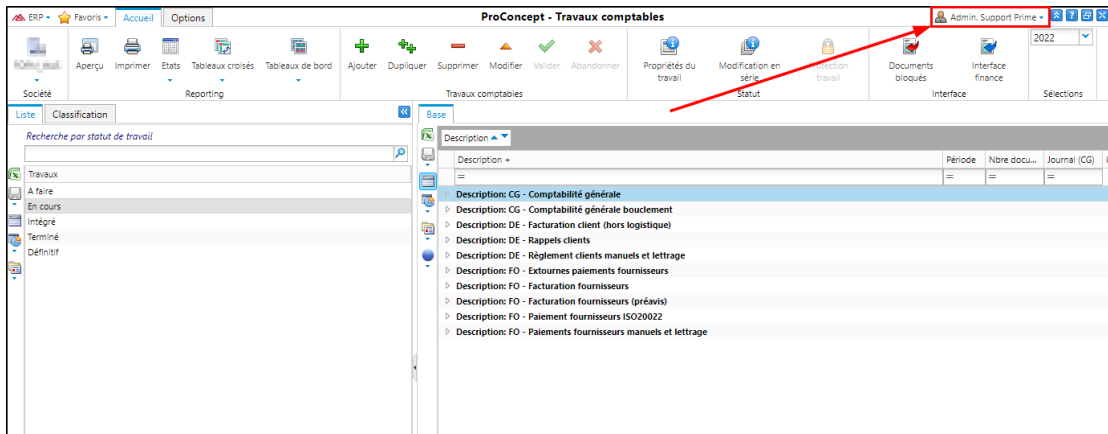 ERP Favoris Accueil Options ProConcept - Travaux comptables Admin. Support Prime
Aperçu Imprimer Etats Tableaux croisés Tableaux de bord Ajouter Dupliquer Supprimer Modifier Valider Abandonner Propriétés du travail Modification en série travail Documents bloqués Interface finance 2022
Société Reporting Travaux comptables Statut Interface Sélections
Liste Classification Base
Recherche par statut de travail
Description
Description Période Nbre docu... Journal (CG)
= = = =
Travaux
A faire
En cours
Intégré
Terminé
Définitif
Description: CG - Comptabilité générale
Description: CG - Comptabilité générale bouclement
Description: DE - Facturation client (hors logistique)
Description: DE - Rappels clients
Description: DE - Règlement clients manuels et lettrage
Description: FO - Extournes paiements fournisseurs
Description: FO - Facturation fournisseurs
Description: FO - Facturation fournisseurs (préavis)
Description: FO - Paiement fournisseurs ISO20022
Description: FO - Paiements fournisseurs manuels et lettrage